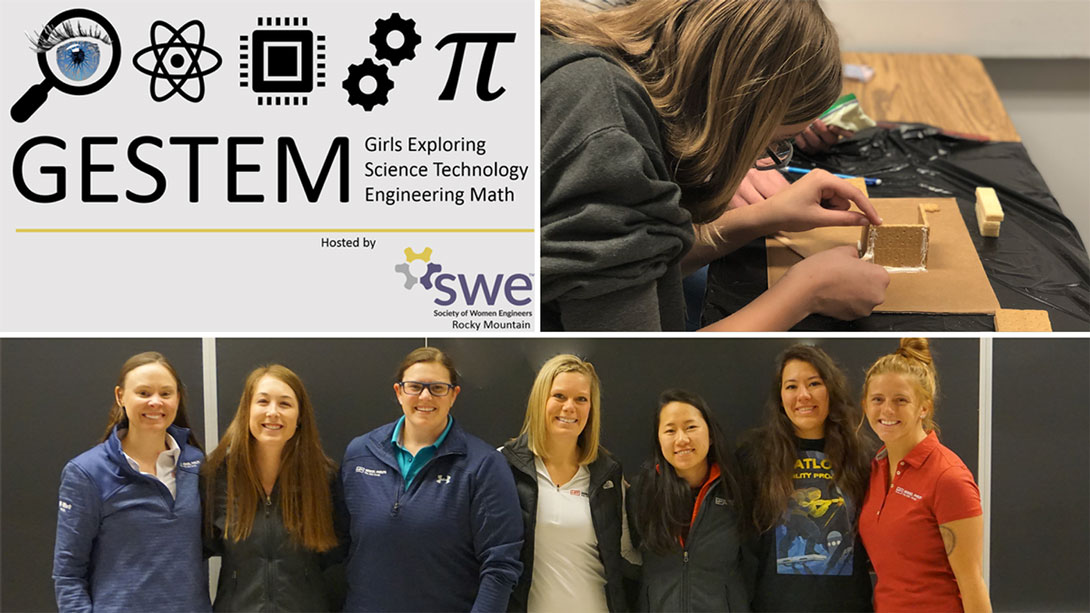 GESTEM
Girls Exploring
Science Technology
Engineering Math
Hosted by
swe
Society of Women Engineers
Rocky Mountain